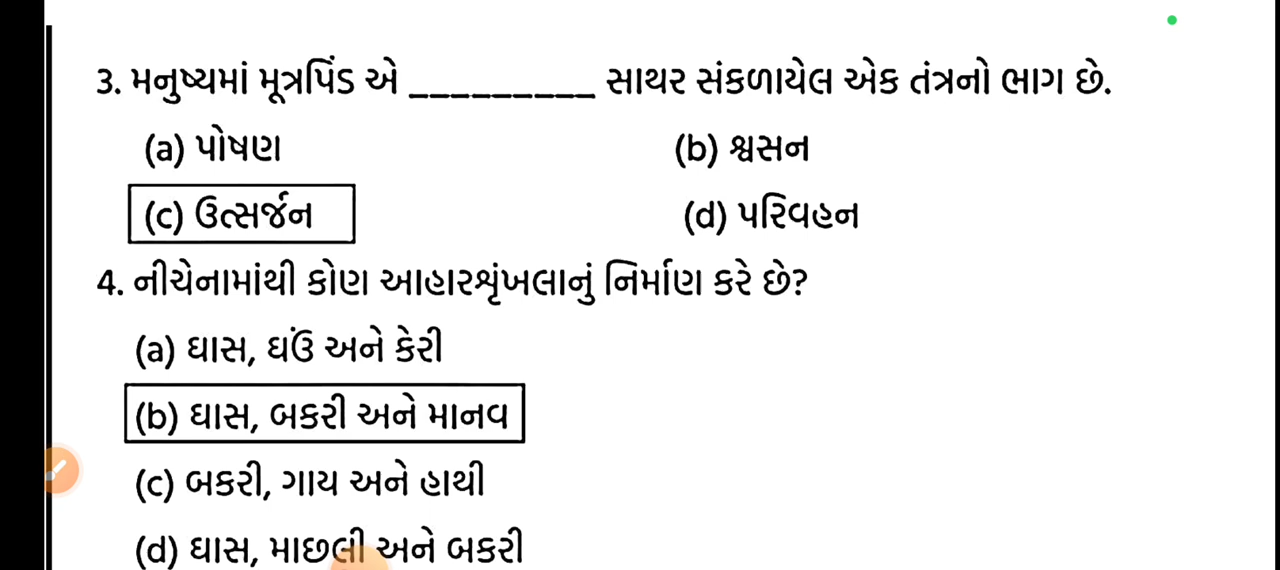 3. મનુષ્યમાં મૂત્રપિંડ એ _________ સાથર સંકળાયેલ એક તંત્રનો ભાગ છે.
(a) પોષણ (b) શ્વસન
(c) ઉત્સર્જન (d) પરિવહન
4. નીચેનામાંથી કોણ આહારશૃંખલાનું નિર્માણ કરે છે?
(a) ઘાસ, ઘઉં અને કેરી
(b) ઘાસ, બકરી અને માનવ
(c) બકરી, ગાય અને હાથી
(d) ઘાસ, માછલી અને બકરી